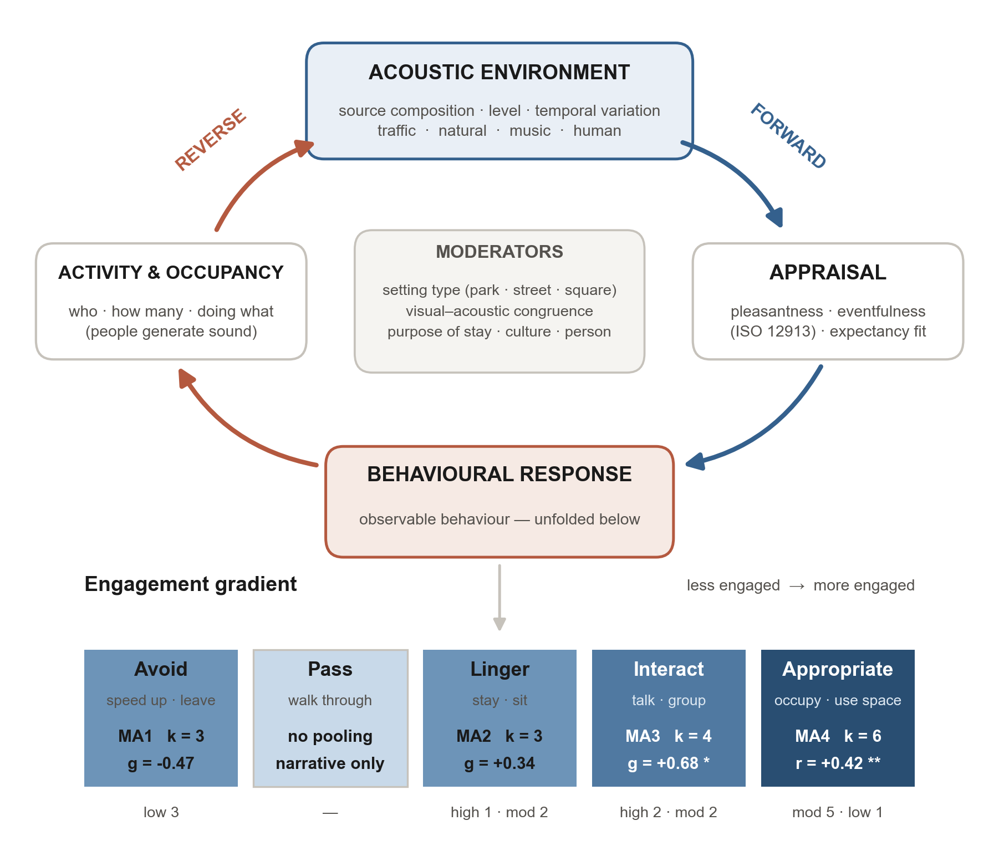 ACOUSTIC ENVIRONMENT
source composition · level · temporal variation
traffic · natural · music · human
REVERSE
FORWARD
ACTIVITY & OCCUPANCY
who · how many · doing what
(people generate sound)
MODERATORS
setting type (park · street · square)
visual–acoustic congruence
purpose of stay · culture · person
APPRAISAL
pleasantness · eventfulness
(ISO 12913) · expectancy fit
BEHAVIOURAL RESPONSE
observable behaviour — unfolded below
Engagement gradient
less engaged → more engaged
Avoid
speed up · leave
MA1 k = 3
g = -0.47
low 3
Pass
walk through
no pooling
narrative only
—
Linger
stay · sit
MA2 k = 3
g = +0.34
high 1 · mod 2
Interact
talk · group
MA3 k = 4
g = +0.68 *
high 2 · mod 2
Appropriate
occupy · use space
MA4 k = 6
r = +0.42 **
mod 5 · low 1